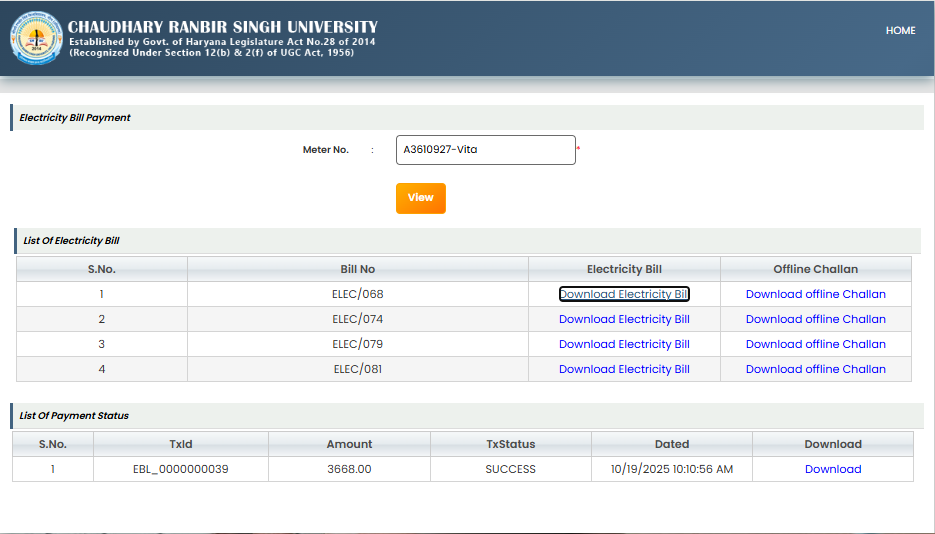 CHAUDHARY RANBIR SINGH UNIVERSITY
Established by Govt. of Haryana Legislature Act No.28 of 2014
(Recognized Under Section 12(b) & 2(f) of UGC Act, 1956)
HOME
2014
Electricity Bill Payment
Meter No. : A3610927-Vita *
View
List Of Electricity Bill
S.No. Bill No Electricity Bill Offline Challan
1 ELEC/068 Download Electricity Bill Download offline Challan
2 ELEC/074 Download Electricity Bill Download offline Challan
3 ELEC/079 Download Electricity Bill Download offline Challan
4 ELEC/081 Download Electricity Bill Download offline Challan
List Of Payment Status
S.No. TxId Amount TxStatus Dated Download
1 EBL_0000000039 3668.00 SUCCESS 10/19/2025 10:10:56 AM Download